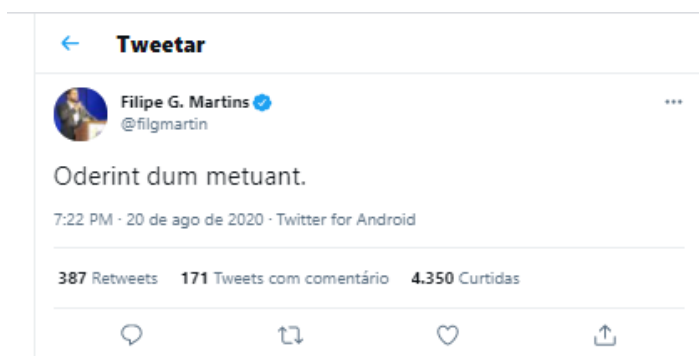 Tweetar
Filipe G. Martins
@filgmartin
Oderint dum metuant.
7:22 PM · 20 de ago de 2020 · Twitter for Android
387 Retweets 171 Tweets com comentário 4.350 Curtidas